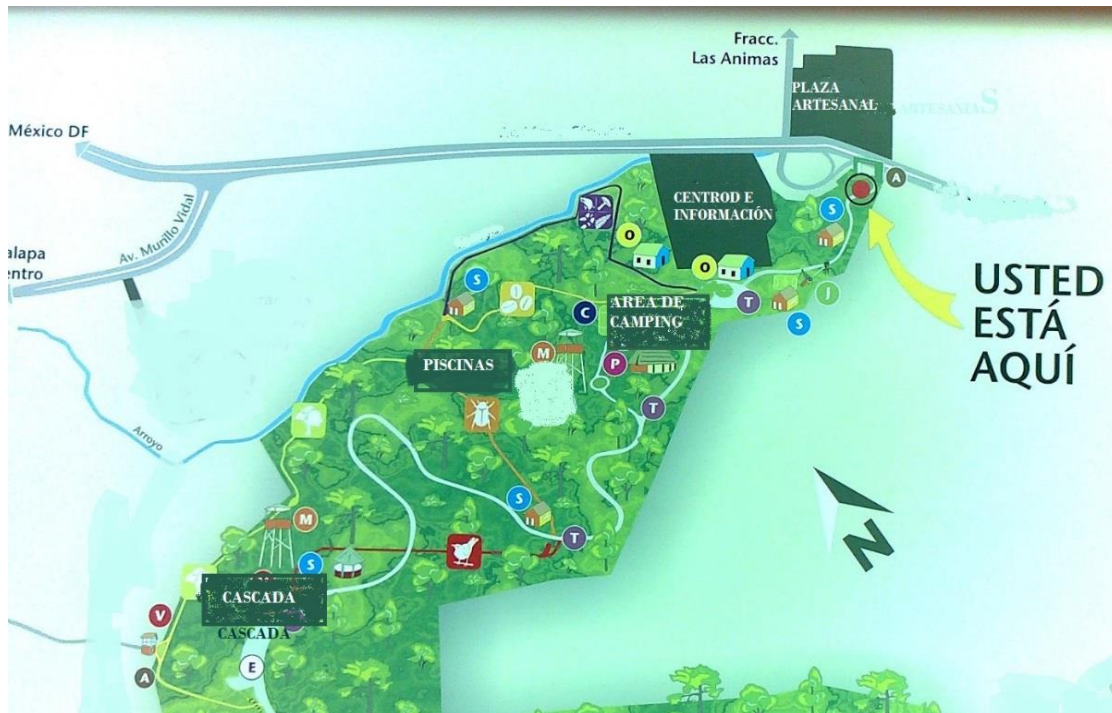 Fracc.
Las Animas
PLAZA
ARTESANAL
ARTESANIAS
México DF
Av. Murillo Vidal
alapa
entro
CENTROD E
INFORMACIÓN
A
S
O
O
S
T
S
J
USTED
ESTÁ
AQUÍ
AREA DE
CAMPING
C
M
P
PISCINAS
T
Arroyo
N
S
M
T
S
CASCADA
CASCADA
V
E
A